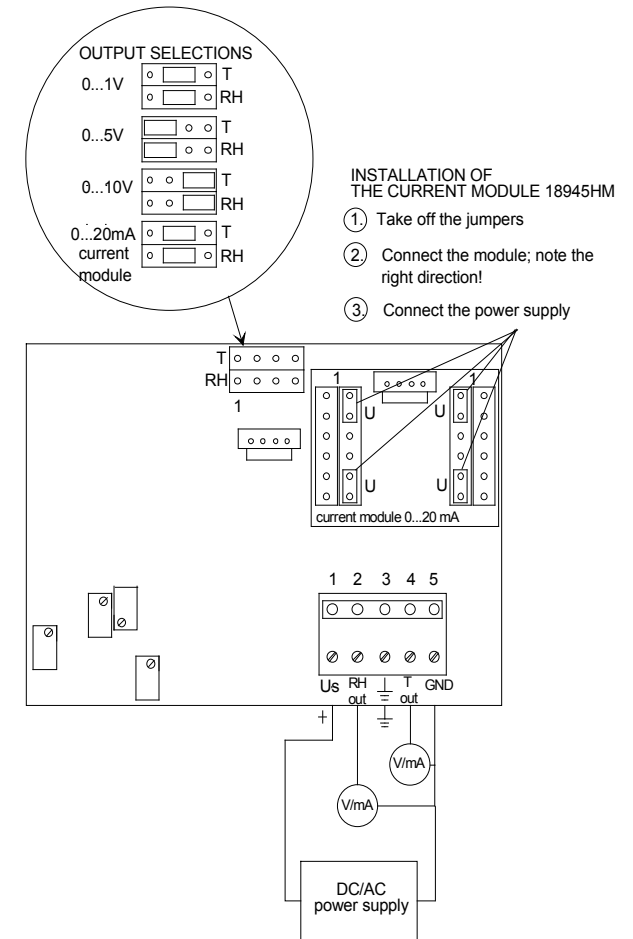 OUTPUT SELECTIONS
0...1V
T
RH
0...5V
T
RH
0...10V
T
RH
0...20mA
current
module
T
RH
INSTALLATION OF
THE CURRENT MODULE 18945HM
1. Take off the jumpers
2. Connect the module; note the
right direction!
3. Connect the power supply
T
RH
1
1
1
U
U
U
U
current module 0...20 mA
1 2 3 4 5
Us RH out T out GND
+
V/mA
V/mA
DC/AC
power supply